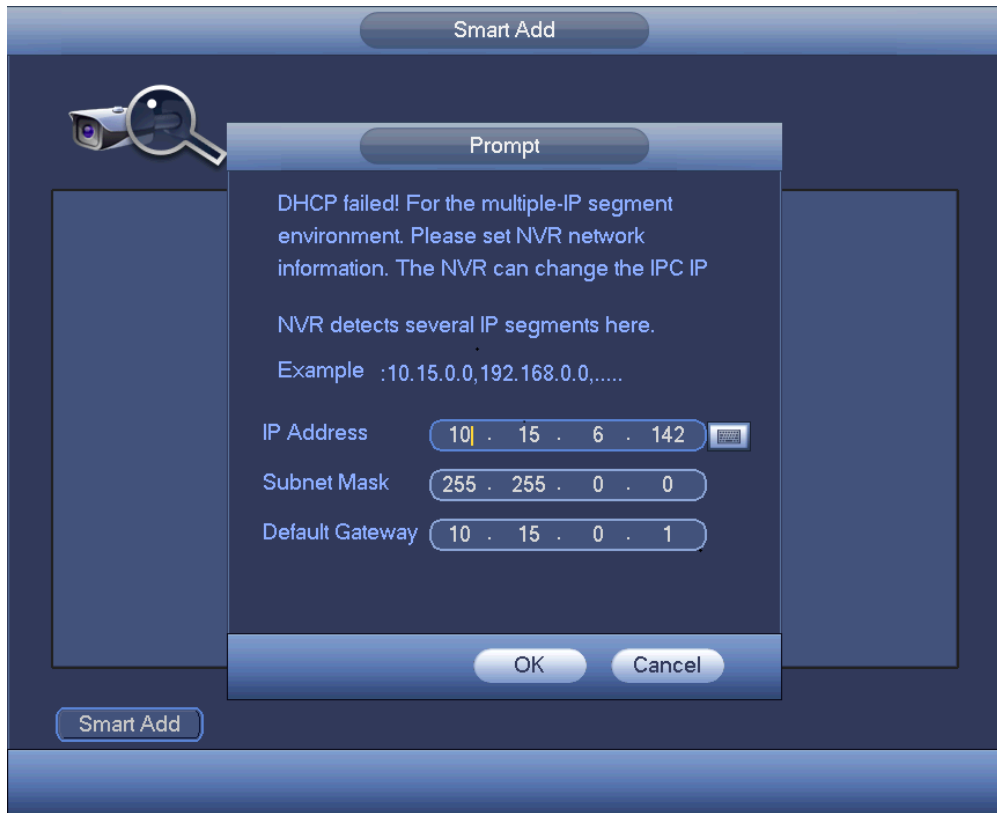 Smart Add
Prompt
DHCP failed! For the multiple-IP segment
environment. Please set NVR network
information. The NVR can change the IPC IP
NVR detects several IP segments here.
Example :10.15.0.0,192.168.0.0,.....
IP Address 10 . 15 . 6 . 142
Subnet Mask 255 . 255 . 0 . 0
Default Gateway 10 . 15 . 0 . 1
OK Cancel
Smart Add